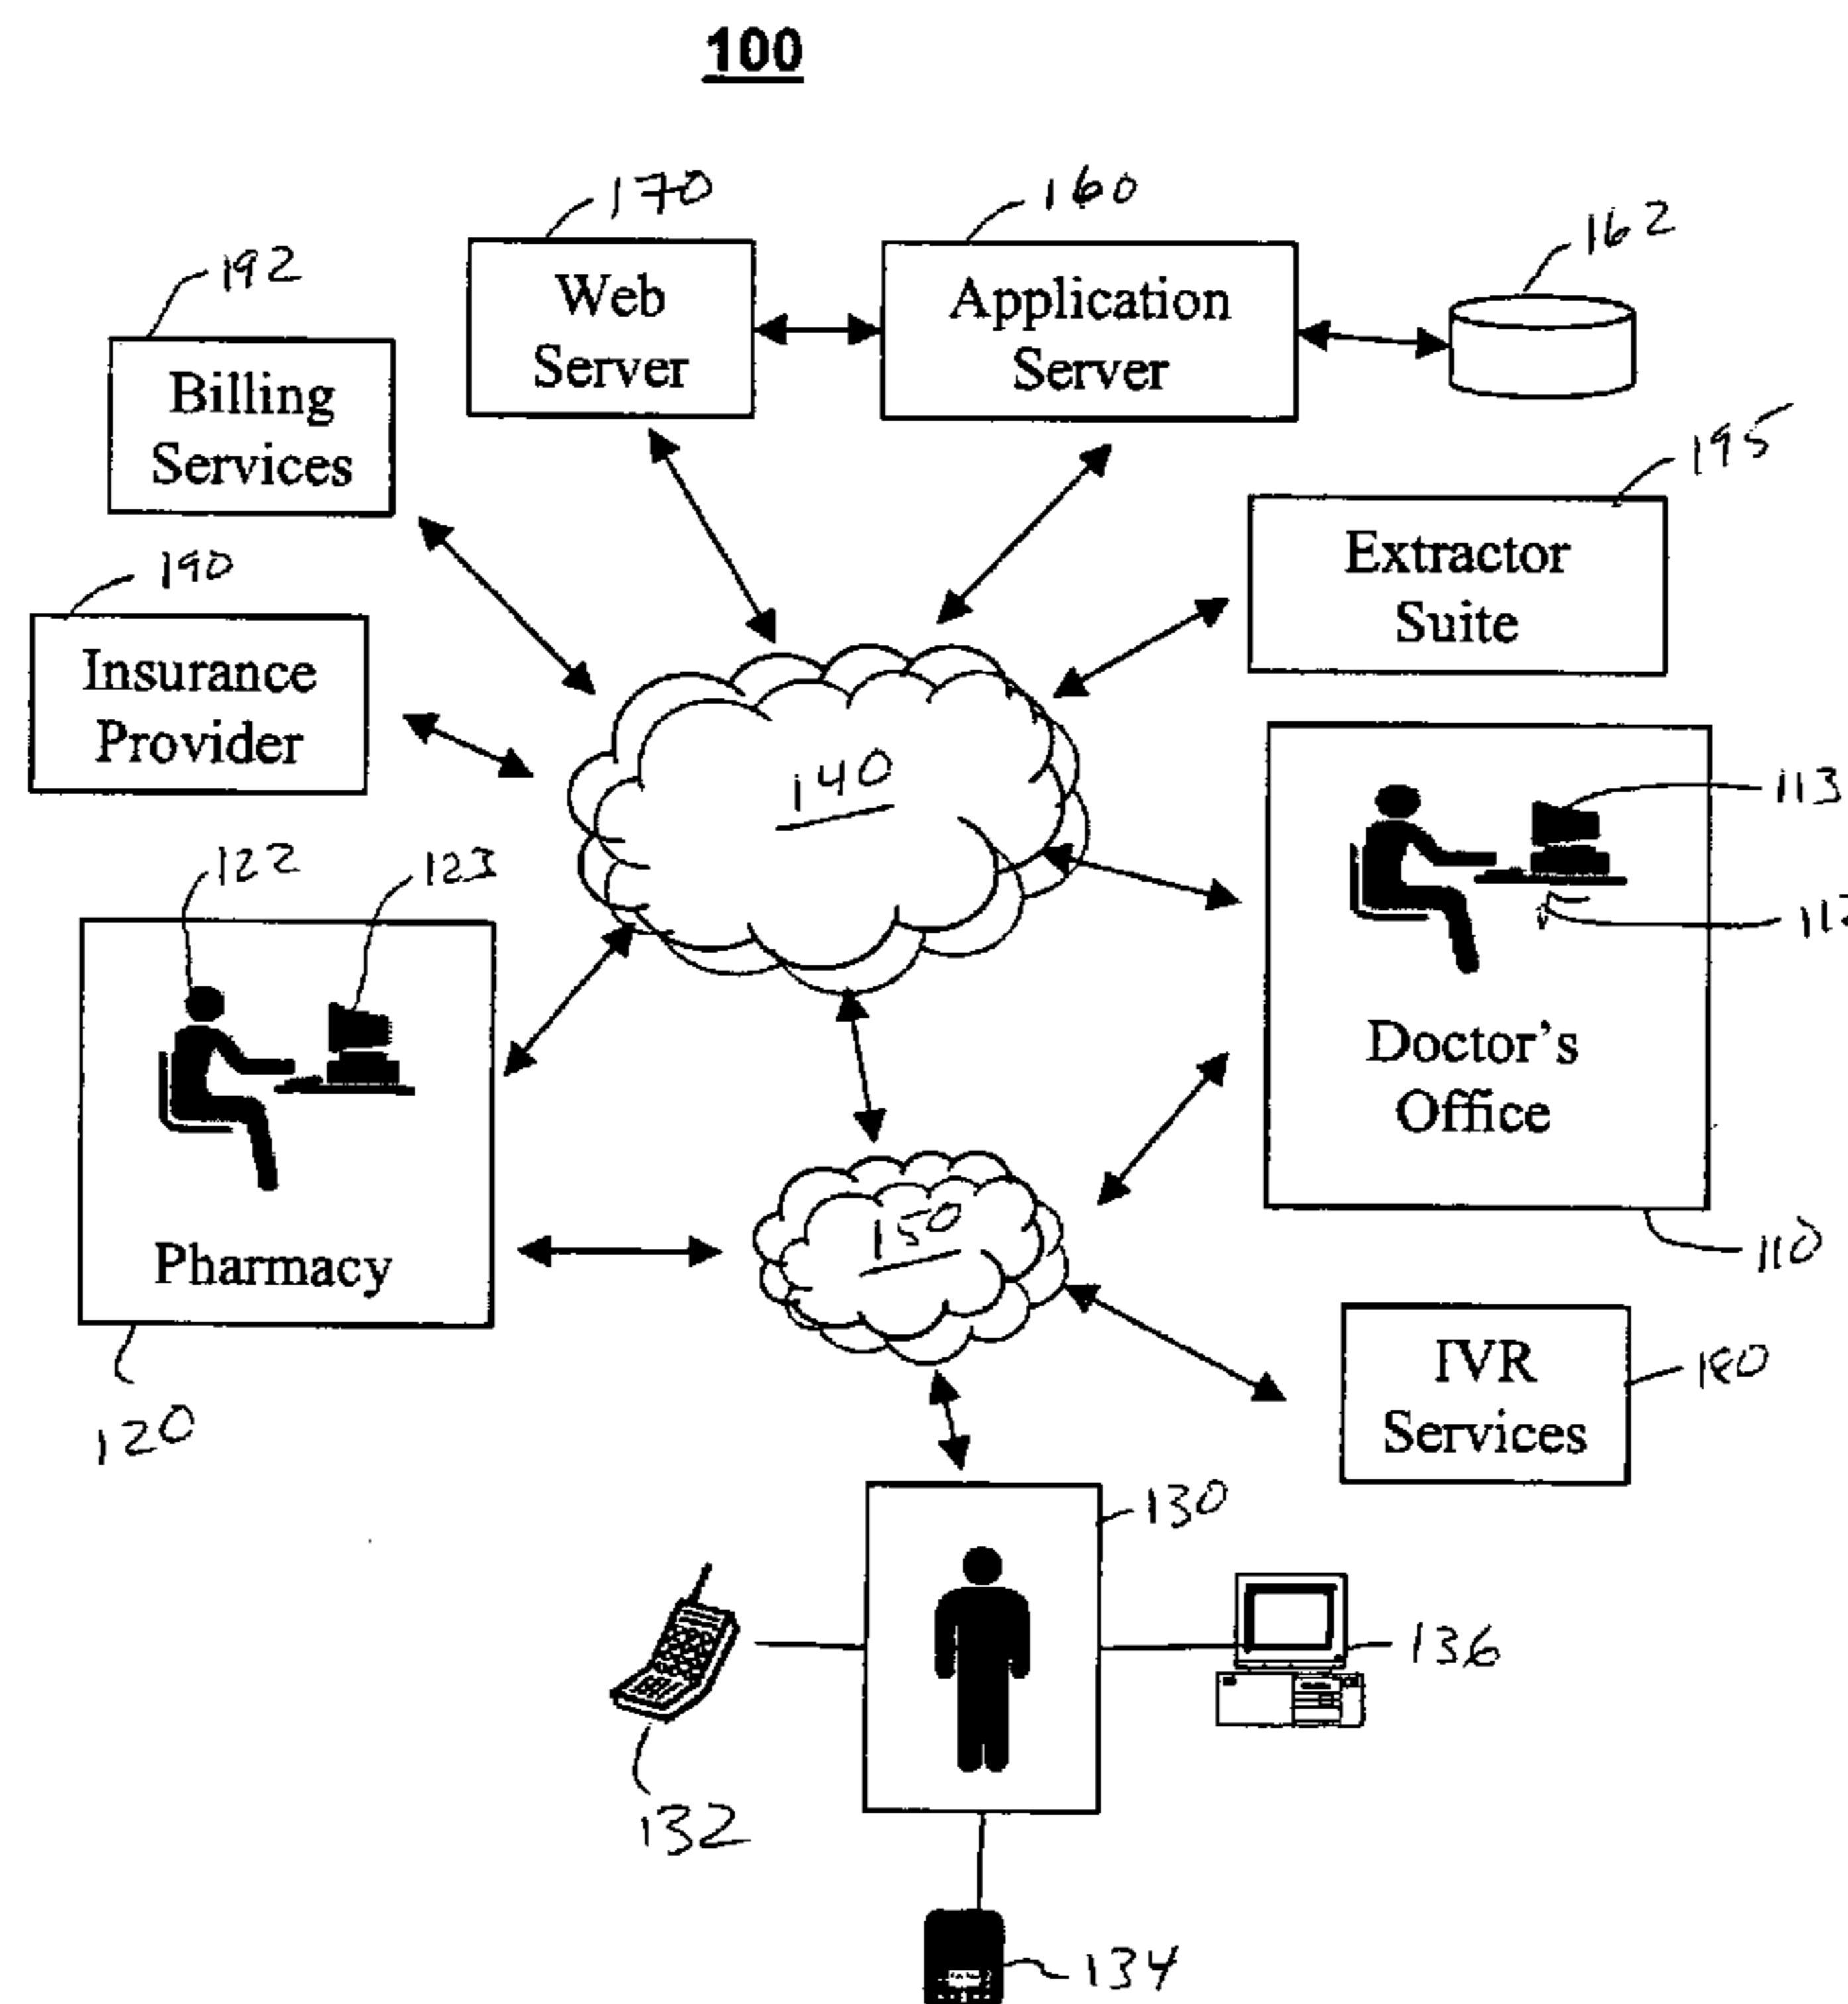 100
170
160
162
192
Web
Server
Application
Server
Billing
Services
195
Extractor
Suite
190
Insurance
Provider
140
113
122
123
Doctor's
Office
150
110
Pharmacy
120
IVR
Services
130
136
132
134